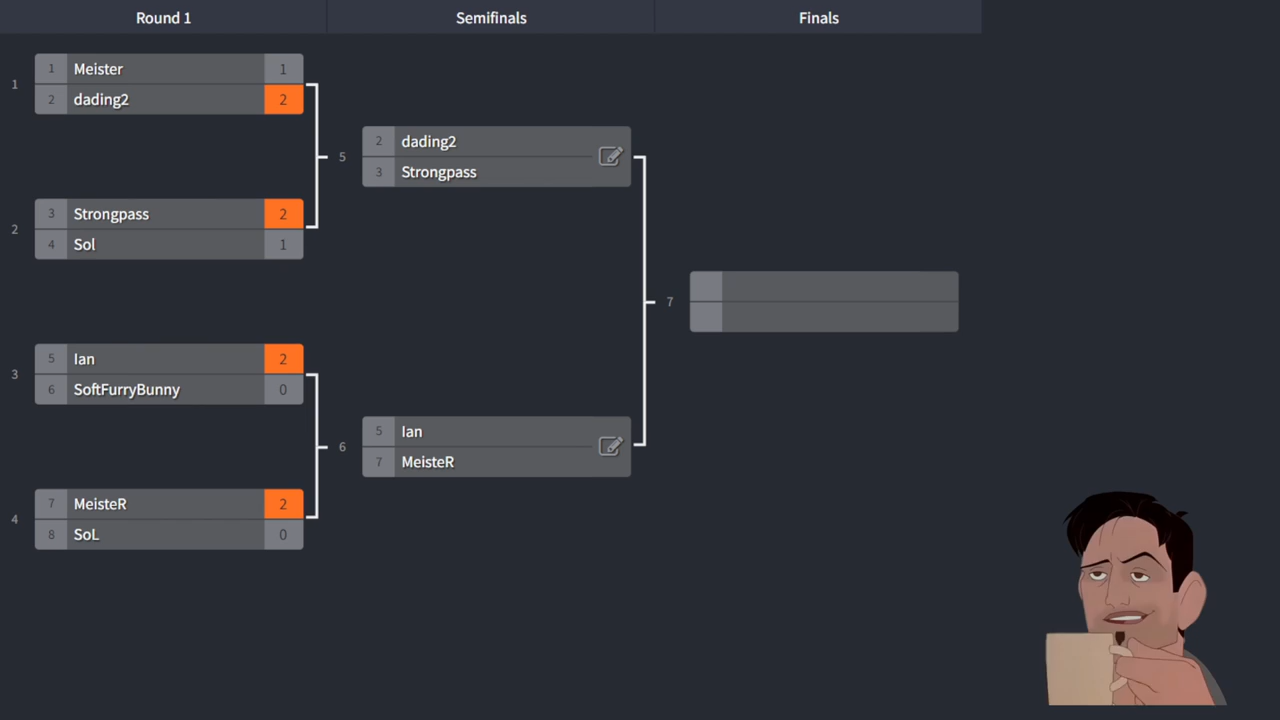 Round 1
Semifinals
Finals
1
1 Meister 1
2 dading2 2
2
3 Strongpass 2
4 Sol 1
3
5 Ian 2
6 SoftFurryBunny 0
4
7 MeisteR 2
8 SoL 0
5
2 dading2
3 Strongpass
6
5 Ian
7 MeisteR
7